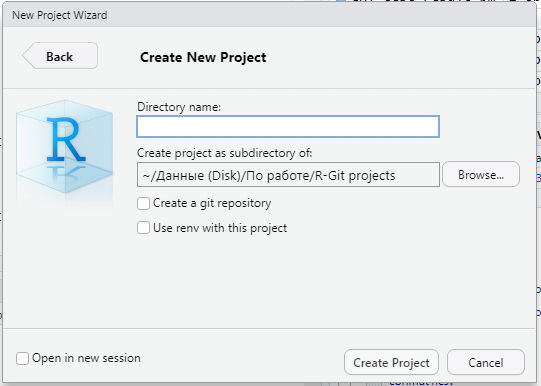 New Project Wizard
Back
Create New Project
R
Directory name:
Create project as subdirectory of:
~/Данные (Disk)/По работе/R-Git projects
Browse...
Create a git repository
Use renv with this project
Open in new session
Create Project
Cancel